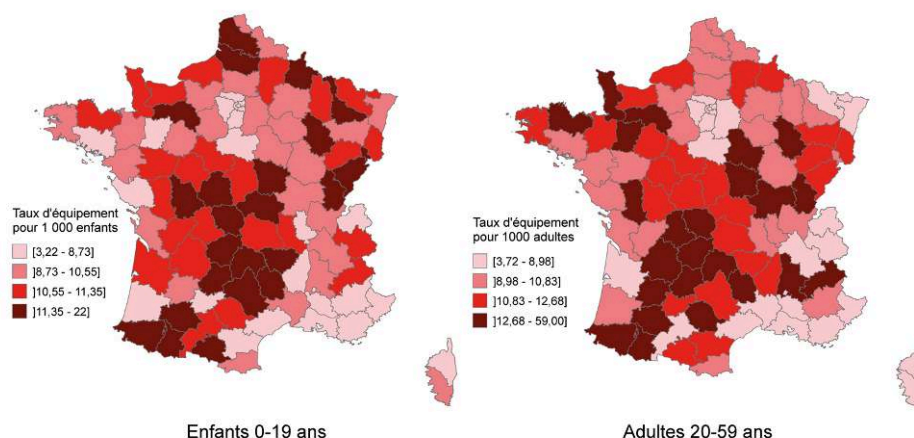 Taux d'équipement
pour 1 000 enfants
[3,22 - 8,73]
]8,73 - 10,55]
]10,55 - 11,35]
]11,35 - 22]
Enfants 0-19 ans
Taux d'équipement
pour 1000 adultes
[3,72 - 8,98]
]8,98 - 10,83]
]10,83 - 12,68]
]12,68 - 59,00]
Adultes 20-59 ans